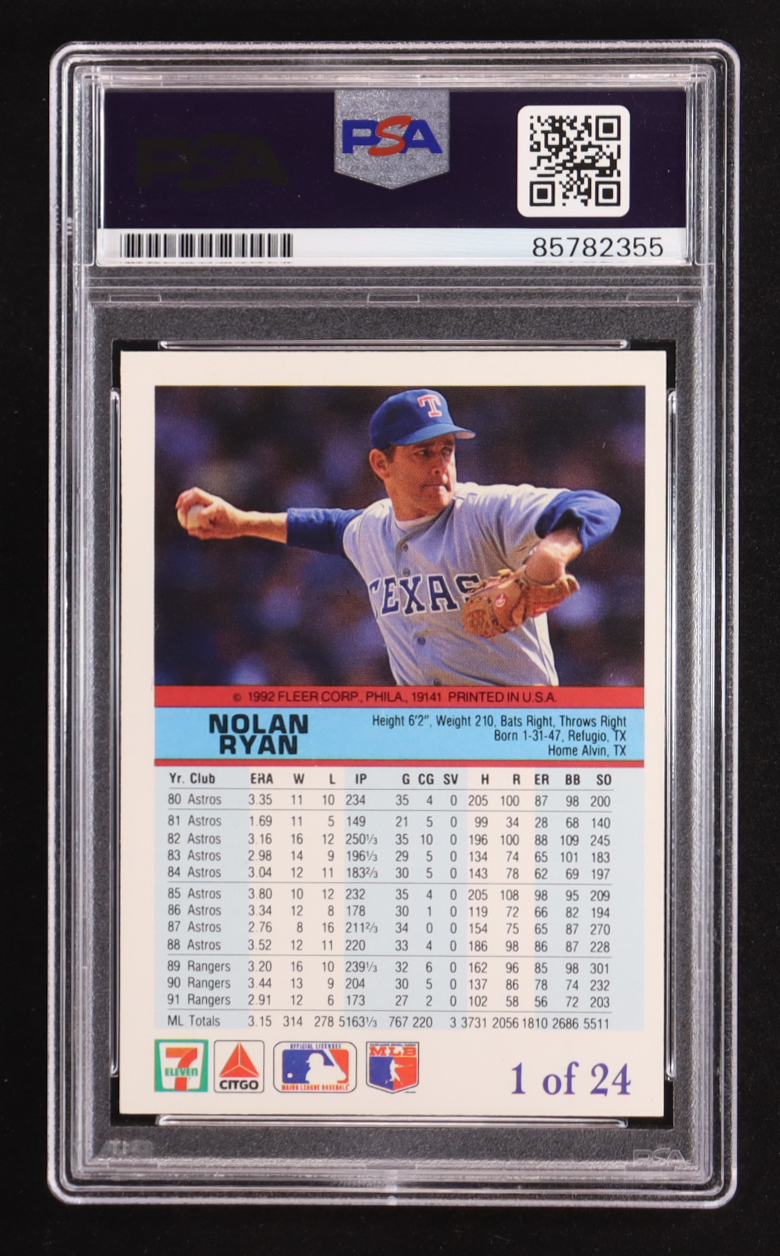 PSA
PSA
85782355
T
TEXAS
© 1992 FLEER CORP., PHILA., 19141 PRINTED IN U.S.A.
NOLAN
RYAN
Height 6'2", Weight 210, Bats Right, Throws Right
Born 1-31-47, Refugio, TX
Home Alvin, TX
Yr. Club ERA W L IP G CG SV H R ER BB SO
80 Astros 3.35 11 10 234 35 4 0 205 100 87 98 200
81 Astros 1.69 11 5 149 21 5 0 99 34 28 68 140
82 Astros 3.16 16 12 250⅓ 35 10 0 196 100 88 109 245
83 Astros 2.98 14 9 196⅓ 29 5 0 134 74 65 101 183
84 Astros 3.04 12 11 183⅔ 30 5 0 143 78 62 69 197
85 Astros 3.80 10 12 232 35 4 0 205 108 98 95 209
86 Astros 3.34 12 8 178 30 1 0 119 72 66 82 194
87 Astros 2.76 8 16 211⅔ 34 0 0 154 75 65 87 270
88 Astros 3.52 12 11 220 33 4 0 186 98 86 87 228
89 Rangers 3.20 16 10 239⅓ 32 6 0 162 96 85 98 301
90 Rangers 3.44 13 9 204 30 5 0 137 86 78 74 232
91 Rangers 2.91 12 6 173 27 2 0 102 58 56 72 203
ML Totals 3.15 314 278 5163⅓ 767 220 3 3731 2056 1810 2686 5511
7
ELEVEN
CITGO
OFFICIAL LICENSEE
MAJOR LEAGUE BASEBALL
MLB
1 of 24
PSA